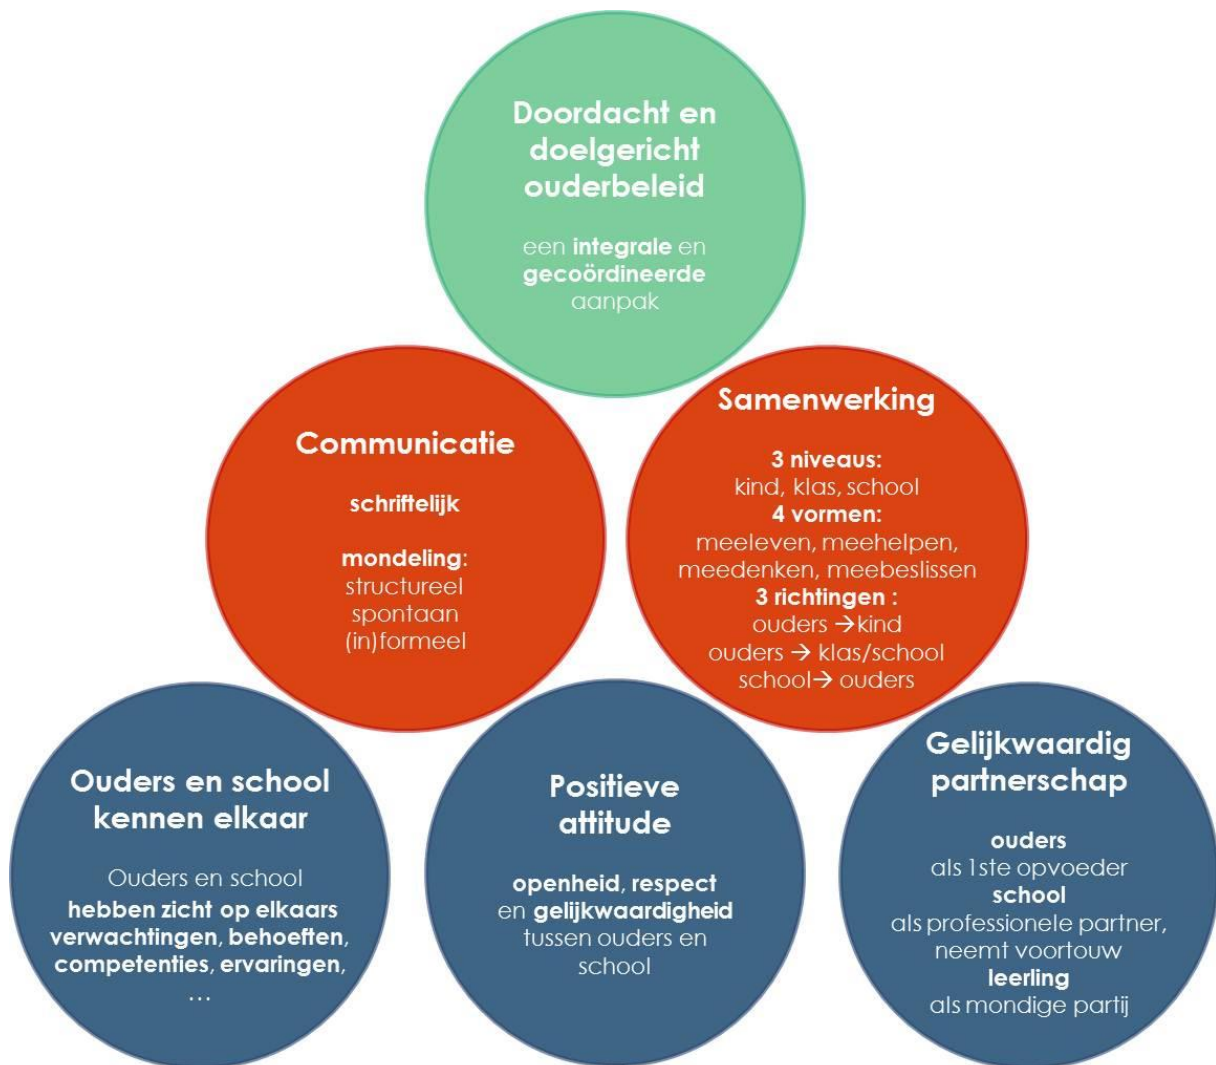 Doordacht en
doelgericht
ouderbeleid
een integrale en
gecoördineerde
aanpak
Communicatie
schriftelijk
mondeling:
structureel
spontaan
(in)formeel
Samenwerking
3 niveaus:
kind, klas, school
4 vormen:
meeleven, meehelpen,
meedenken, meebeslissen
3 richtingen :
ouders →kind
ouders → klas/school
school→ ouders
Ouders en school
kennen elkaar
Ouders en school
hebben zicht op elkaars
verwachtingen, behoeften,
competenties, ervaringen,
...
Positieve
attitude
openheid, respect
en gelijkwaardigheid
tussen ouders en
school
Gelijkwaardig
partnerschap
ouders
als 1ste opvoeder
school
als professionele partner,
neemt voortouw
leerling
als mondige partij